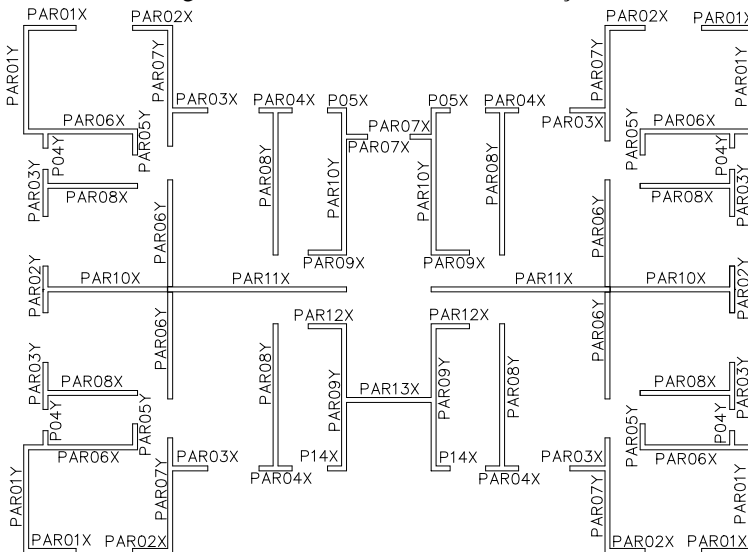 PAR01X PAR02X PAR02X PAR01X
PAR01Y PAR07Y PAR07Y PAR01Y
PAR03X PAR04X P05X P05X PAR04X PAR03X
PAR06X PAR05Y PAR07X PAR07X PAR05Y PAR06X
P04Y P04Y
PAR03Y PAR08X PAR06Y PAR08Y PAR10Y PAR10Y PAR08Y PAR06Y PAR08X PAR03Y
PAR09X PAR09X
PAR02Y PAR10X PAR11X PAR11X PAR10X PAR02Y
PAR12X PAR12X
PAR06Y PAR06Y
PAR03Y PAR08X PAR08Y PAR09Y PAR13X PAR09Y PAR08Y PAR08X PAR03Y
P04Y PAR05Y PAR05Y P04Y
PAR06X PAR03X P14X P14X PAR03X PAR06X
PAR01Y PAR07Y PAR04X PAR04X PAR07Y PAR01Y
PAR01X PAR02X PAR02X PAR01X